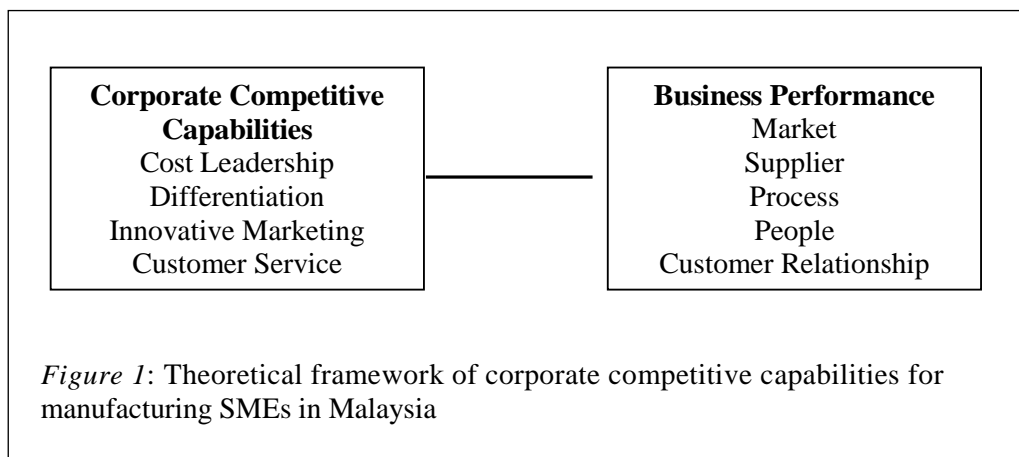 Corporate Competitive
Capabilities
Cost Leadership
Differentiation
Innovative Marketing
Customer Service
Business Performance
Market
Supplier
Process
People
Customer Relationship
Figure 1: Theoretical framework of corporate competitive capabilities for
manufacturing SMEs in Malaysia